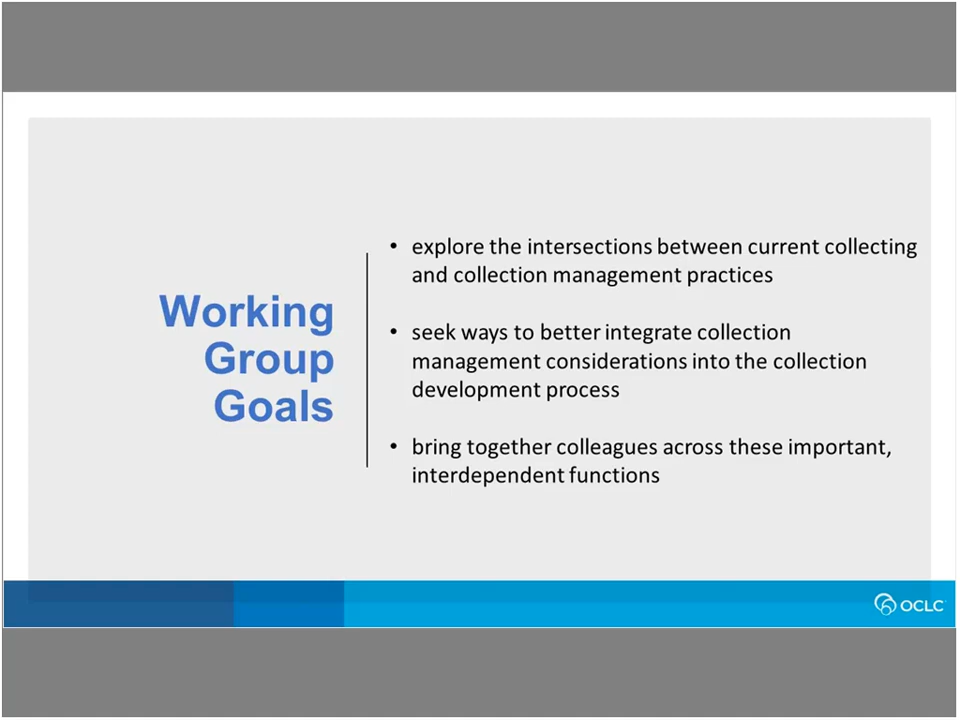 Working
Group
Goals
• explore the intersections between current collecting
and collection management practices
• seek ways to better integrate collection
management considerations into the collection
development process
• bring together colleagues across these important,
interdependent functions
OCLC